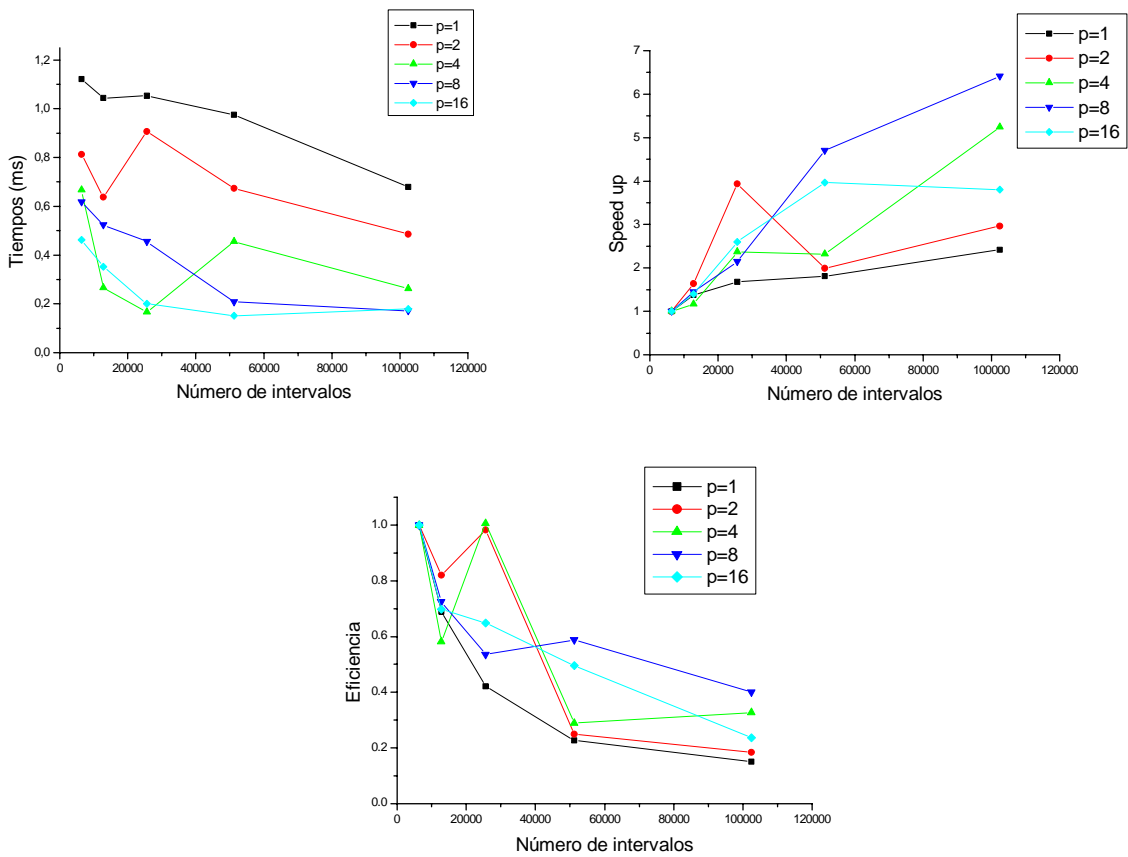 p=1
p=2
p=4
p=8
p=16
1,2
1,0
0,8
0,6
0,4
0,2
0,0
Tiempos (ms)
0 20000 40000 60000 80000 100000 120000
Número de intervalos
p=1
p=2
p=4
p=8
p=16
7
6
5
4
3
2
1
0
Speed up
0 20000 40000 60000 80000 100000 120000
Número de intervalos
p=1
p=2
p=4
p=8
p=16
1.0
0.8
0.6
0.4
0.2
0.0
Eficiencia
0 20000 40000 60000 80000 100000 120000
Número de intervalos